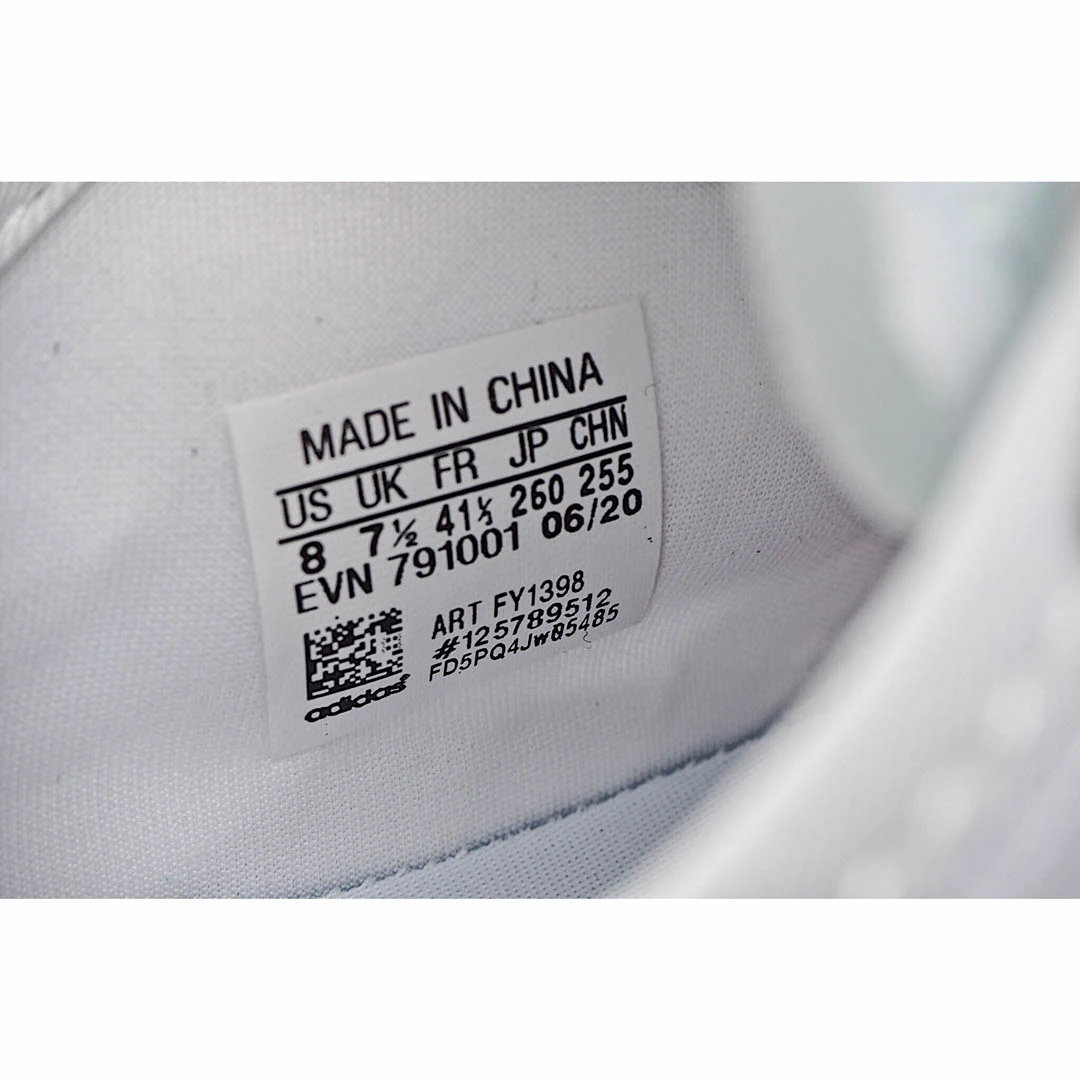 MADE IN CHINA
US UK FR JP CHN
8 7½ 41⅓ 260 255
EVN 791001 06/20
ART FY1398
#125789512
FD5PQ4JW05485
adidas